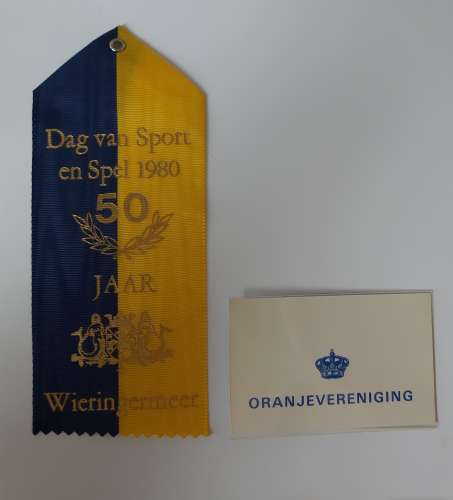 Dag van Sport
en Spel 1980
50
JAAR
Wieringermeer
ORANJEVERENIGING